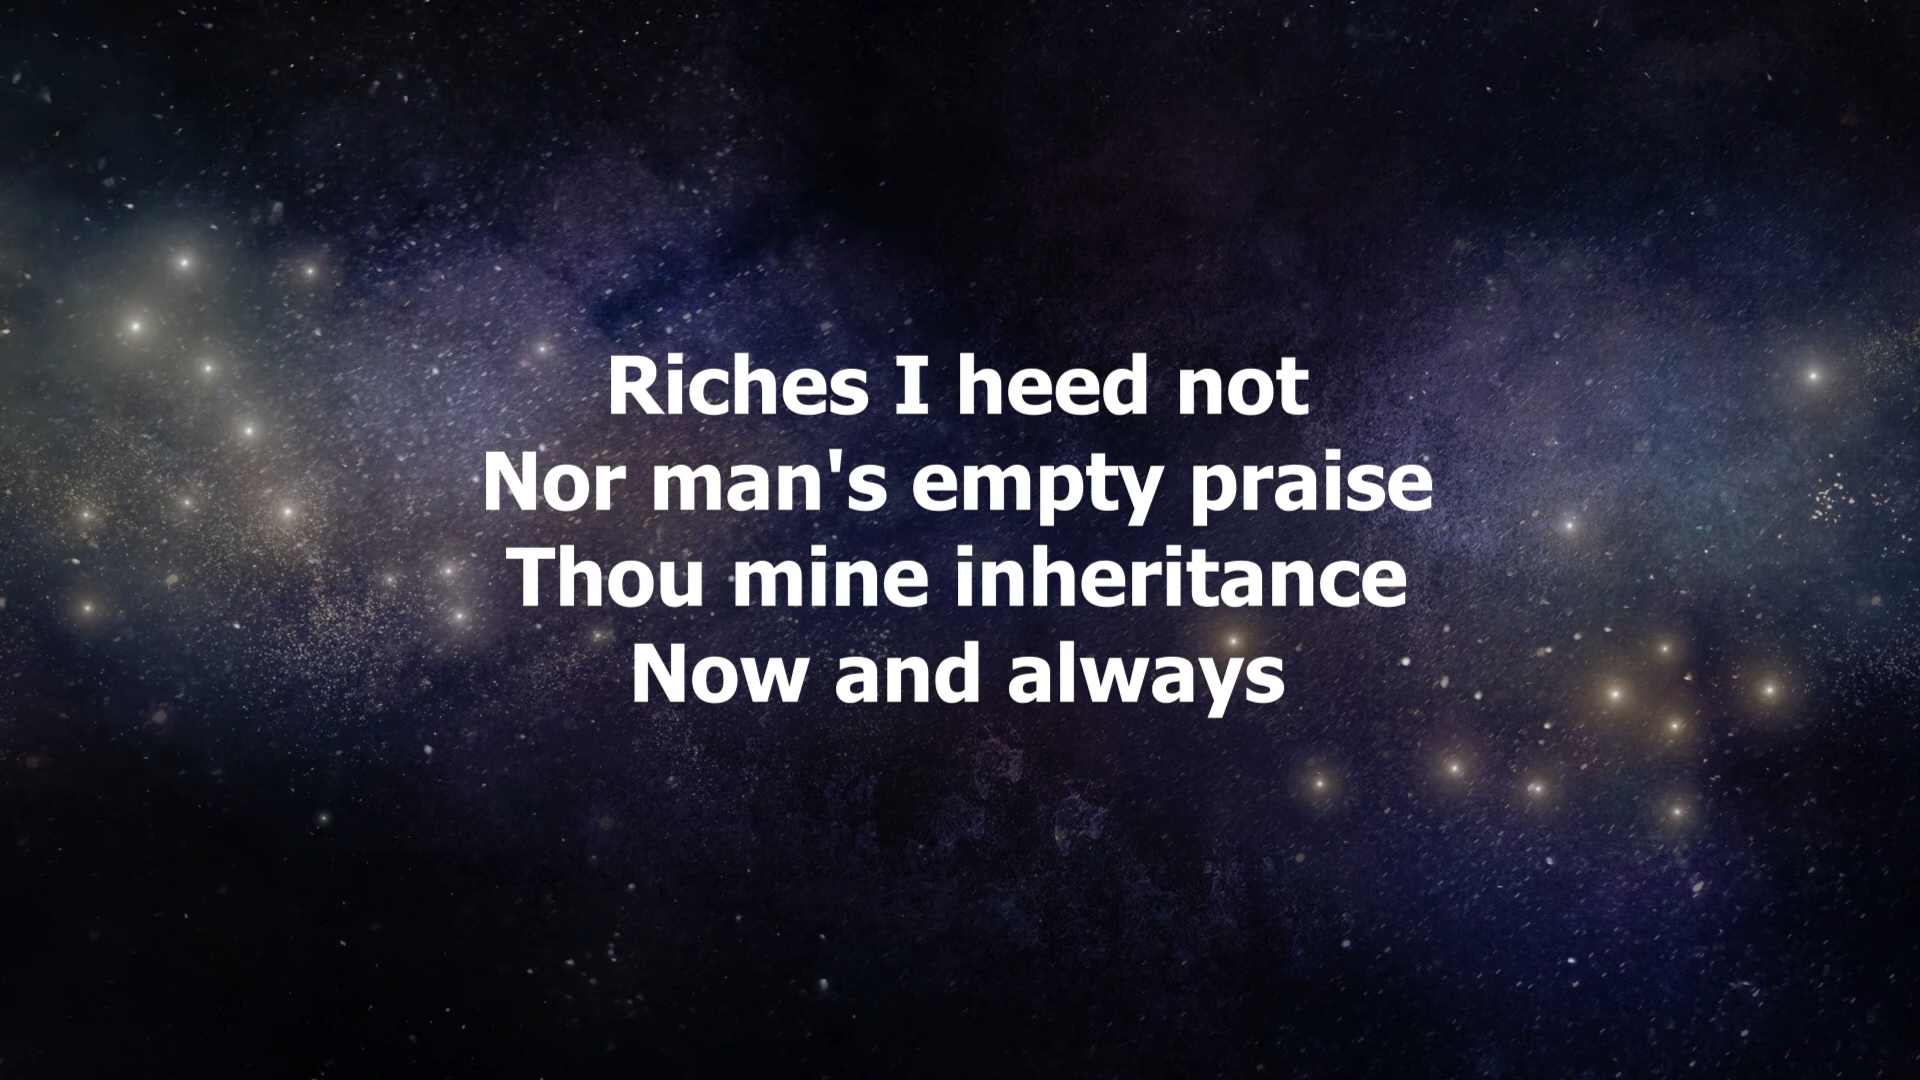 Riches I heed not
Nor man's empty praise
Thou mine inheritance
Now and always